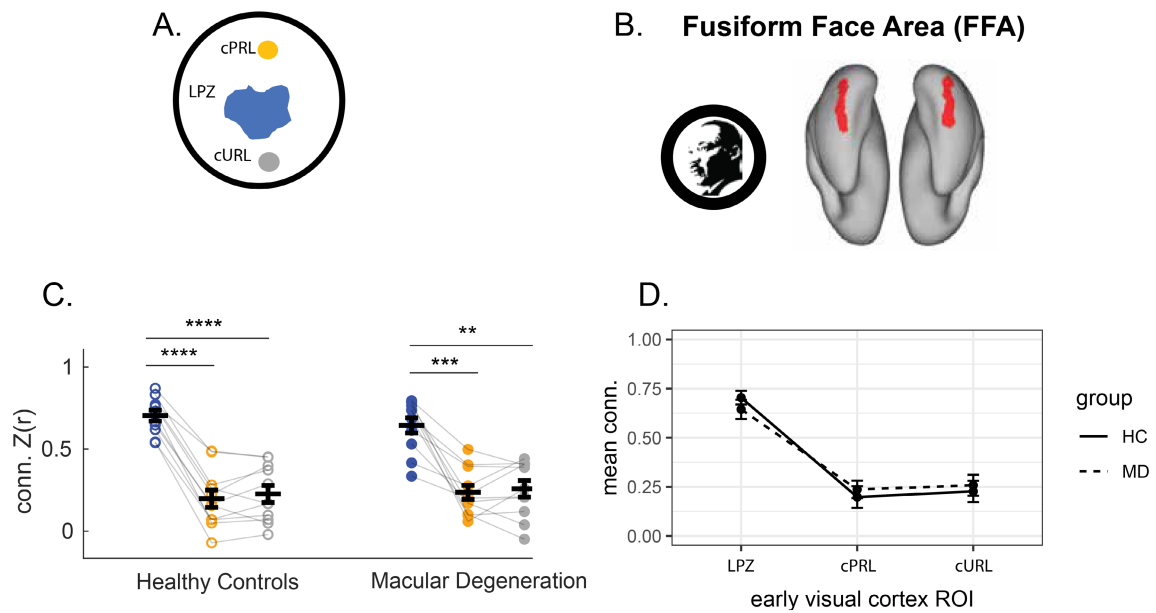 A.
cPRL
LPZ
cURL
B.
Fusiform Face Area (FFA)
C.
****
****
**
***
1
0.5
0
conn. Z(r)
Healthy Controls
Macular Degeneration
D.
1.00
0.75
0.50
0.25
0.00
mean conn.
LPZ
cPRL
cURL
early visual cortex ROI
group
HC
MD